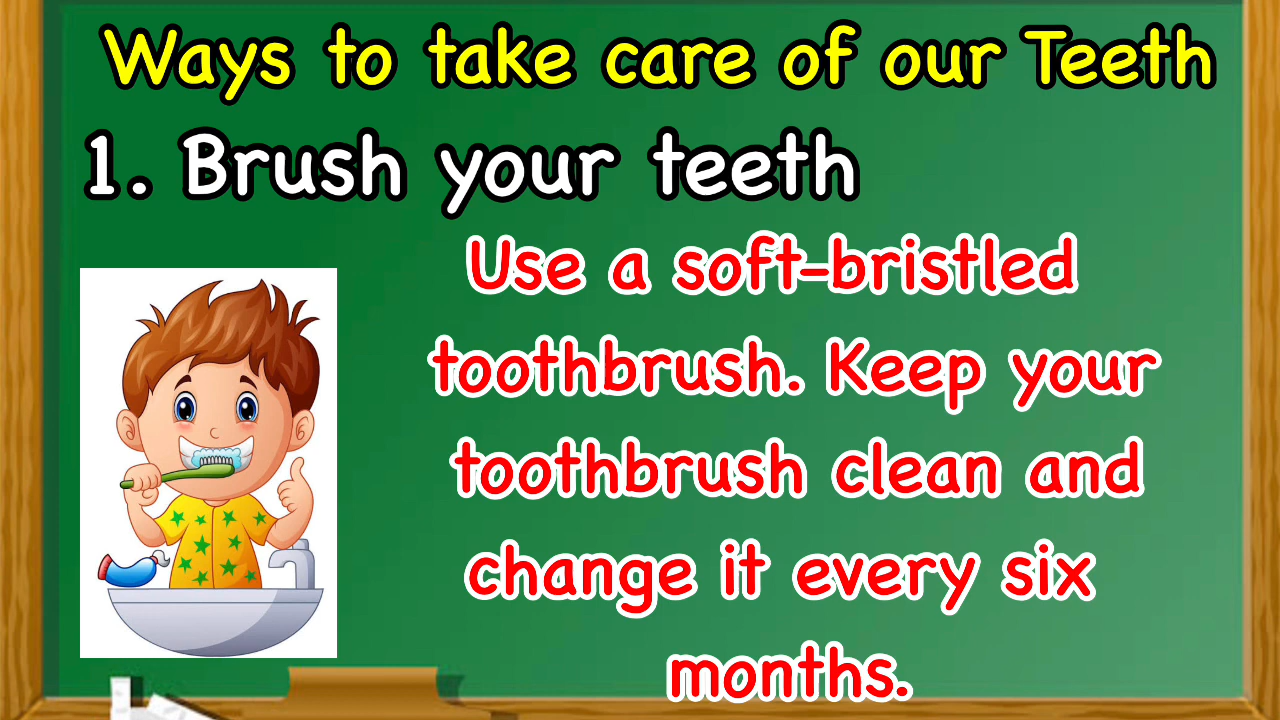 Ways to take care of our Teeth
1. Brush your teeth
Use a soft-bristled
toothbrush. Keep your
toothbrush clean and
change it every six
months.